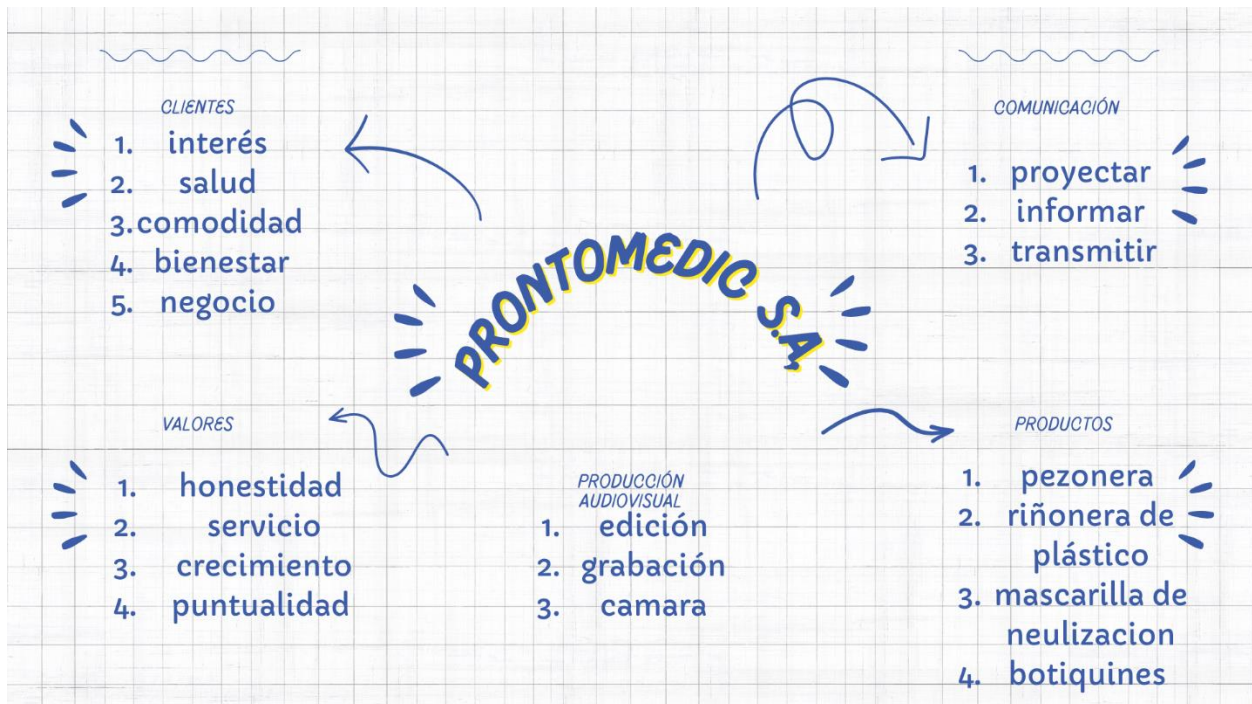 CLIENTES
1. interés
2. salud
3. comodidad
4. bienestar
5. negocio
COMUNICACIÓN
1. proyectar
2. informar
3. transmitir
PRONTOMEDIC S.A,
VALORES
1. honestidad
2. servicio
3. crecimiento
4. puntualidad
PRODUCCIÓN
AUDIOVISUAL
1. edición
2. grabación
3. camara
PRODUCTOS
1. pezonera
2. riñonera de
plástico
3. mascarilla de
neulizacion
4. botiquines